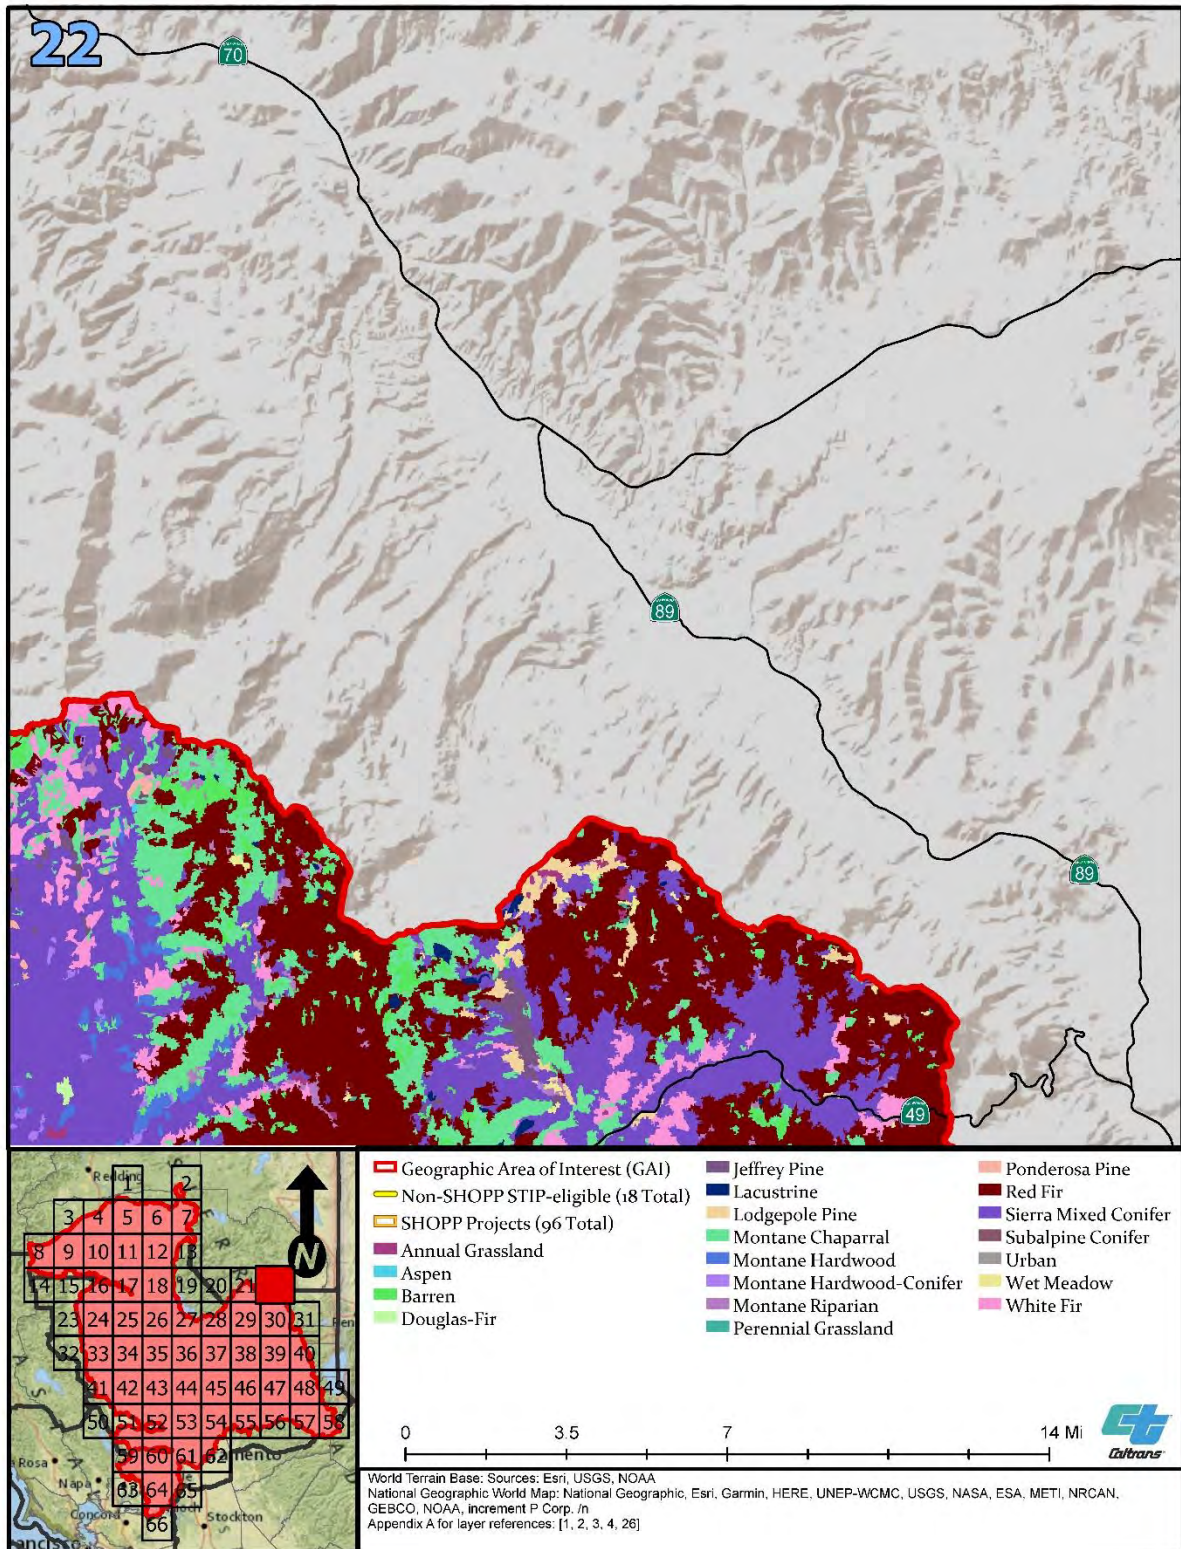 22
70
89
89
49
Geographic Area of Interest (GAI)
Non-SHOPP STIP-eligible (18 Total)
SHOPP Projects (96 Total)
Annual Grassland
Aspen
Barren
Douglas-Fir
Jeffrey Pine
Lacustrine
Lodgepole Pine
Montane Chaparral
Montane Hardwood
Montane Hardwood-Conifer
Montane Riparian
Perennial Grassland
Ponderosa Pine
Red Fir
Sierra Mixed Conifer
Subalpine Conifer
Urban
Wet Meadow
White Fir
N
Redding
1 2
3 4 5 6 7
8 9 10 11 12 13
14 15 16 17 18 19 20 21
23 24 25 26 27 28 29 30 31
32 33 34 35 36 37 38 39 40
41 42 43 44 45 46 47 48 49
50 51 52 53 54 55 56 57 58
59 60 61 62 amento
a Rosa
Napa
63 64 65
Concord
Stockton
66
ancisco
0 3.5 7 14 Mi
ct
Caltrans
World Terrain Base: Sources: Esri, USGS, NOAA
National Geographic World Map: National Geographic, Esri, Garmin, HERE, UNEP-WCMC, USGS, NASA, ESA, METI, NRCAN,
GEBCO, NOAA, increment P Corp. /n
Appendix A for layer references: [1, 2, 3, 4, 26]